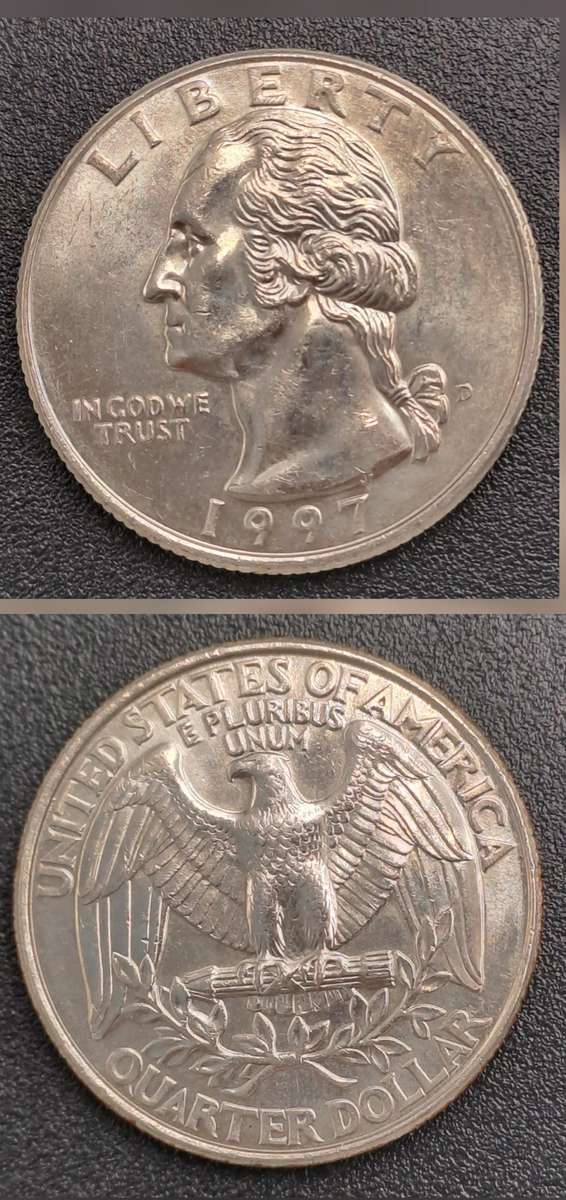 LIBERTY
IN GOD WE
TRUST
D
1997
UNITED STATES OF AMERICA
E PLURIBUS
UNUM
QUARTER DOLLAR